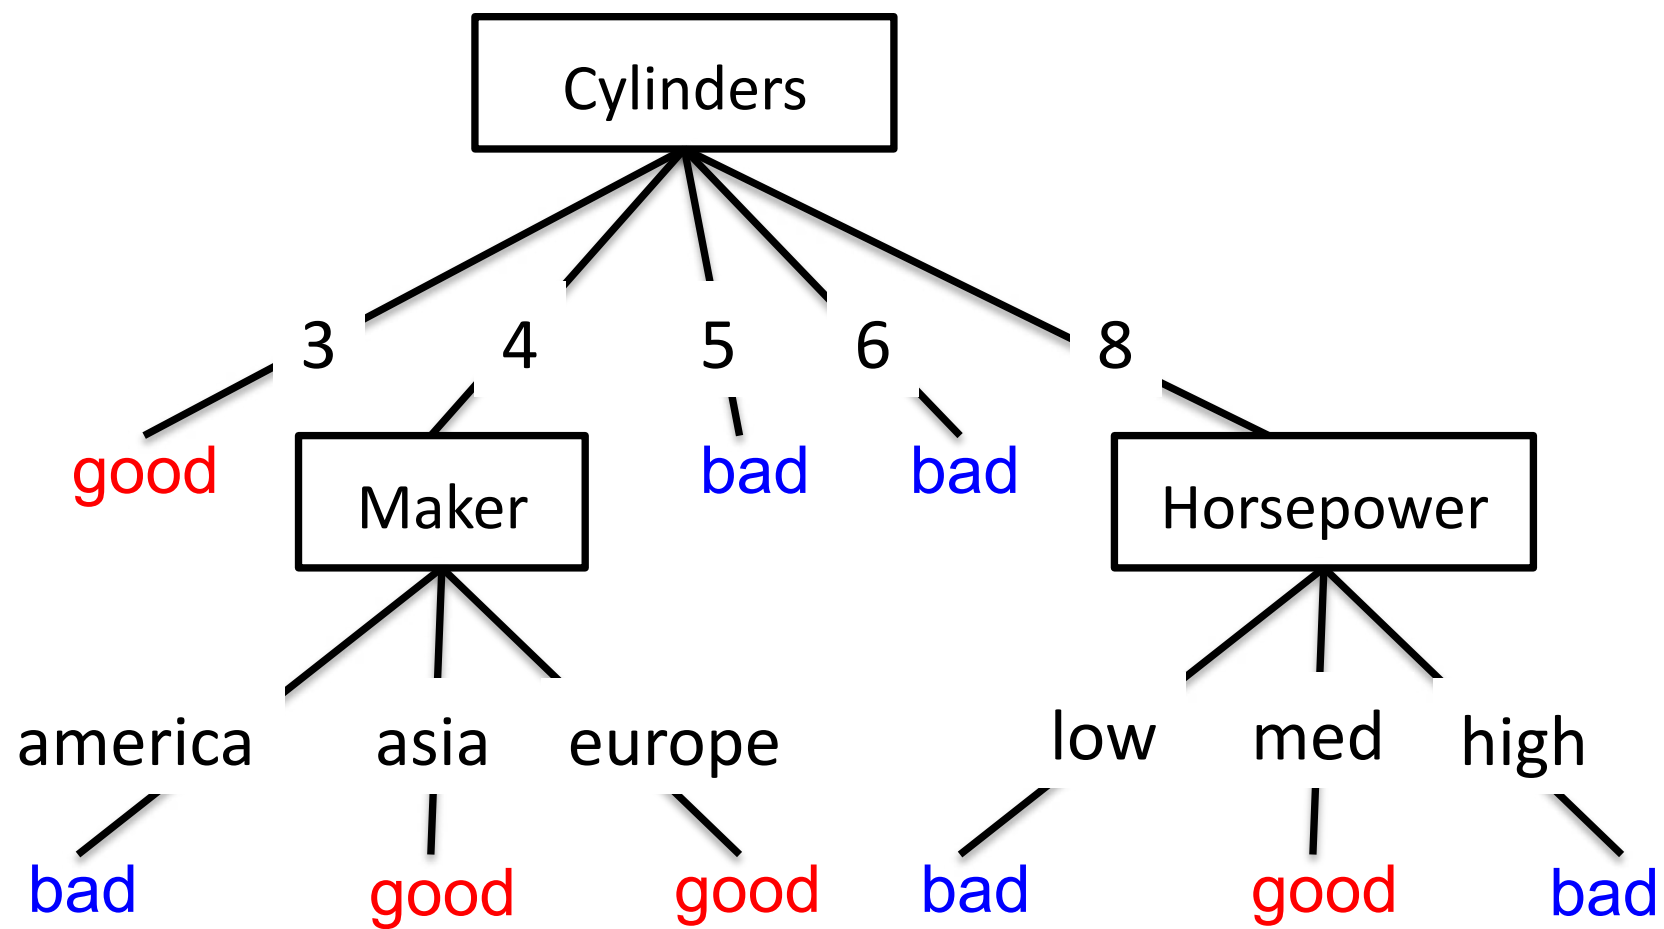 Cylinders
3 4 5 6 8
good Maker bad bad Horsepower
america asia europe low med high
bad good good bad good bad